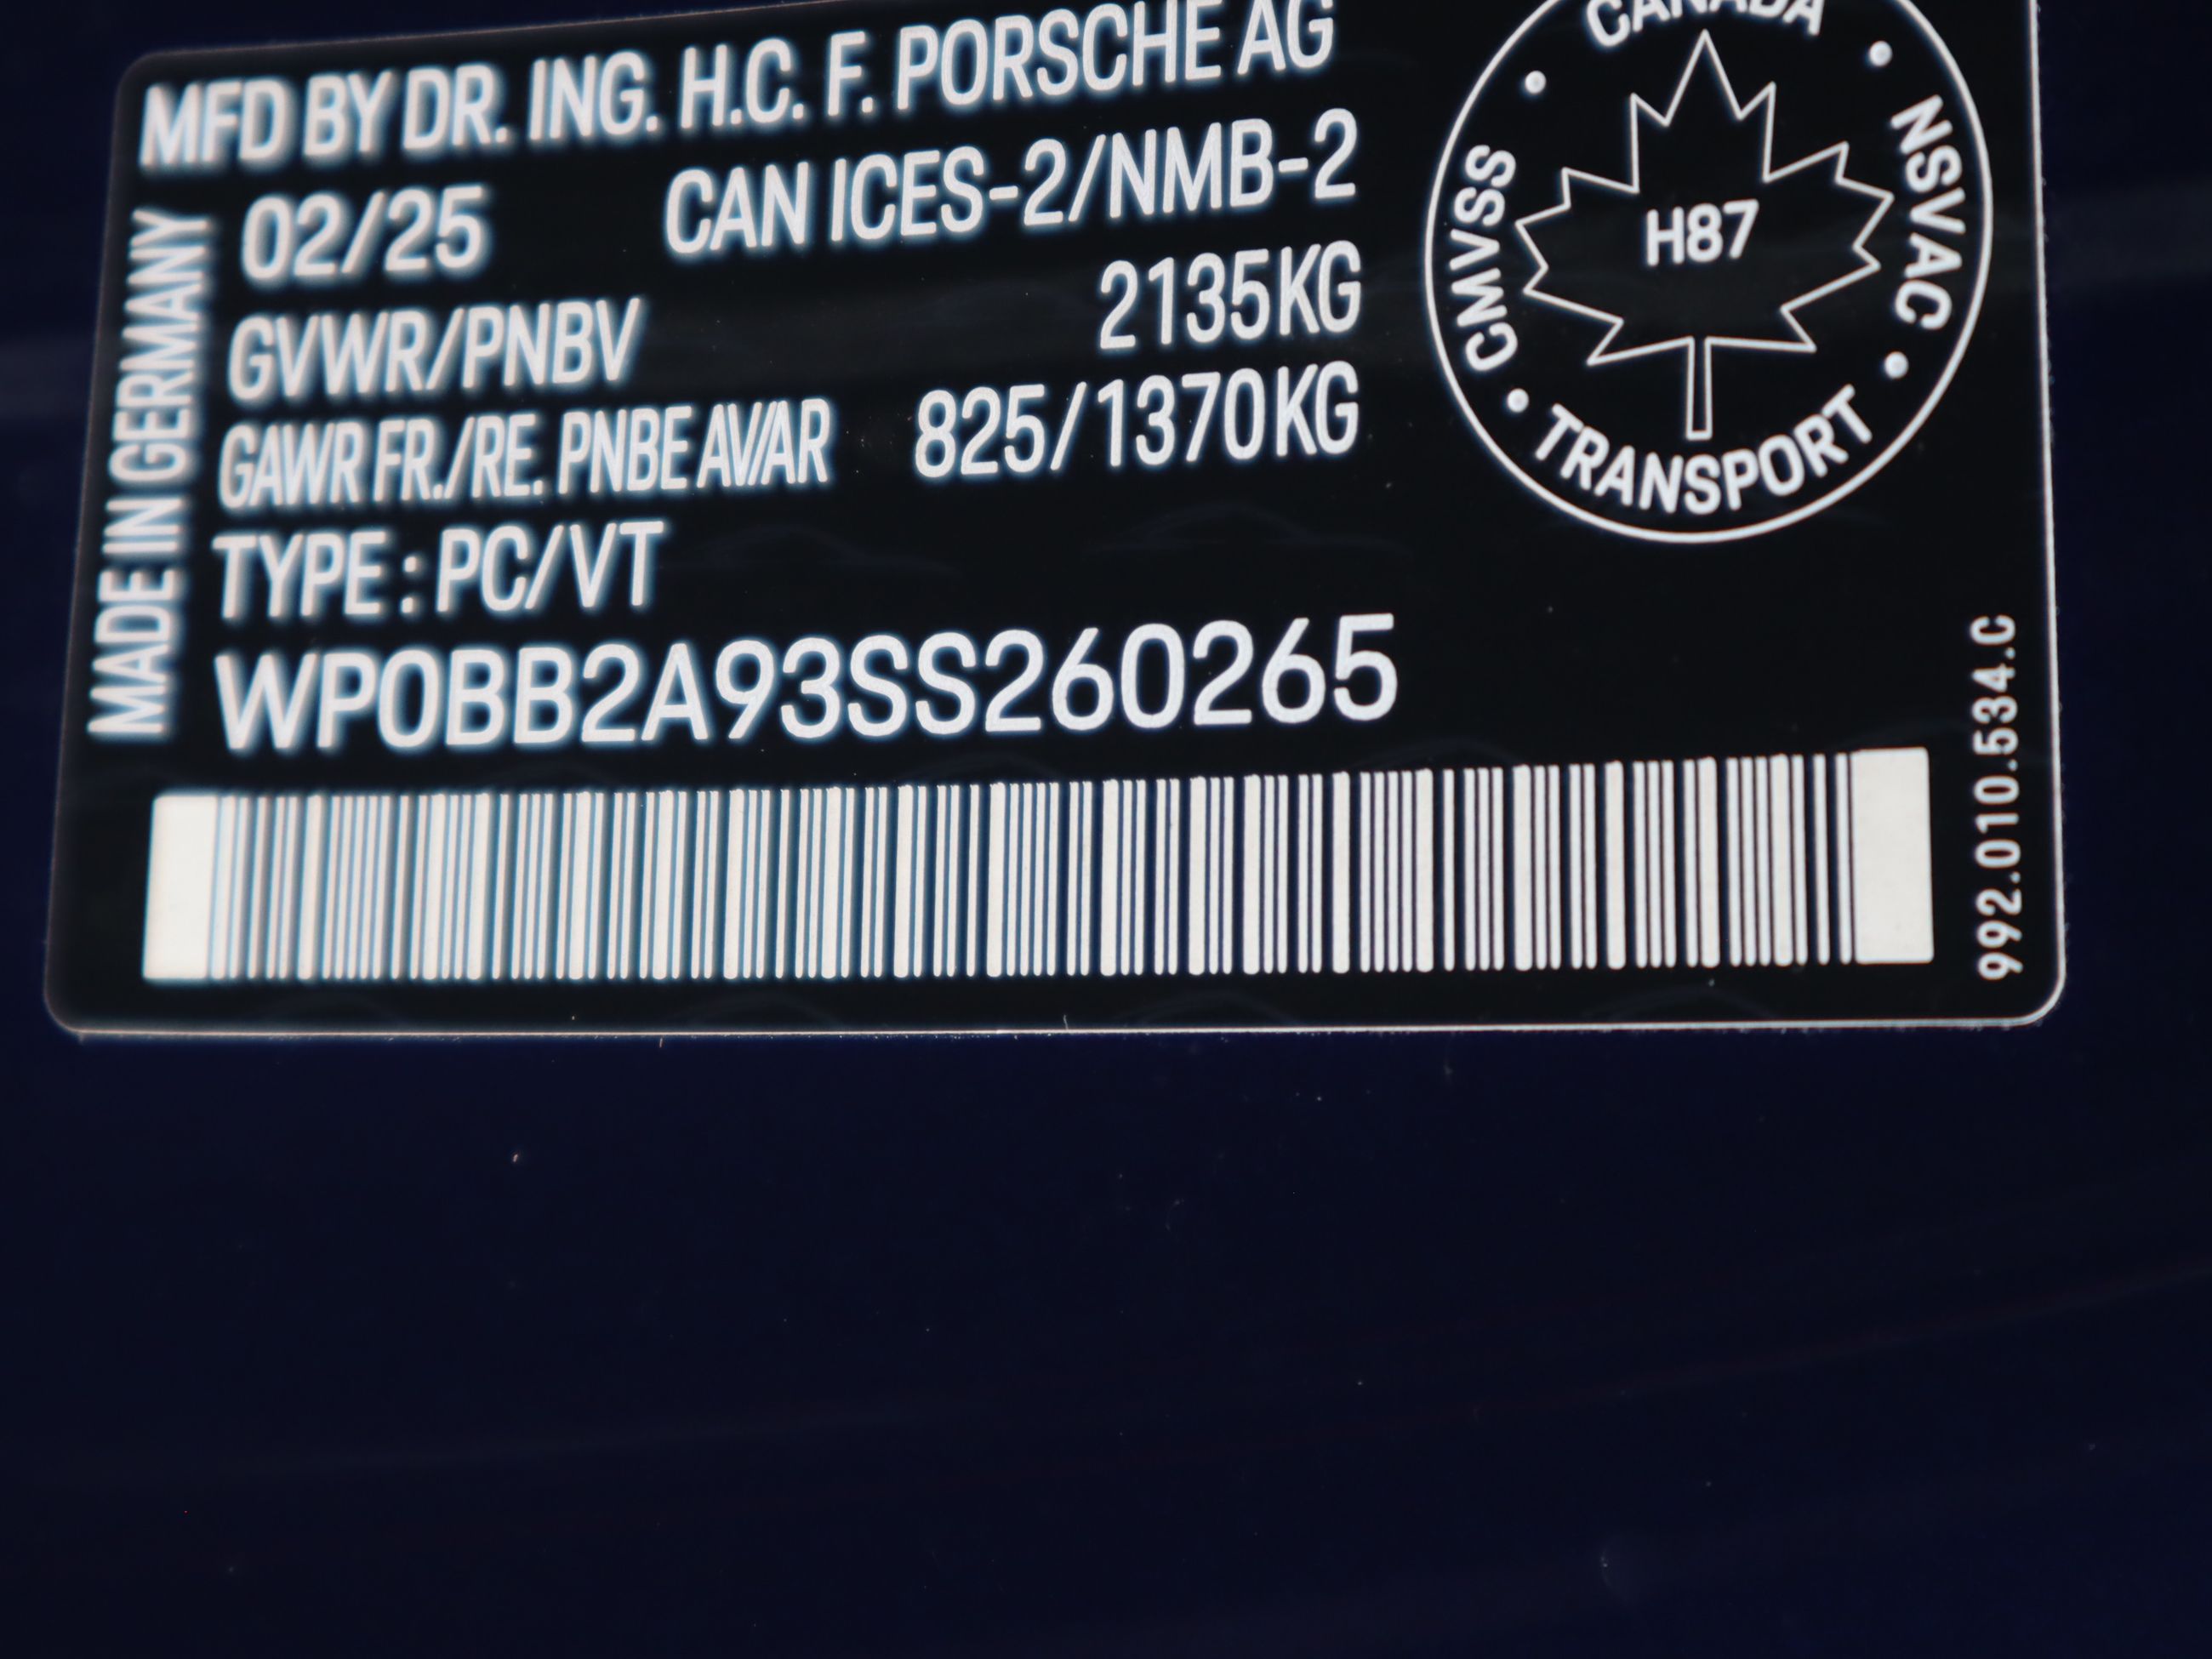 MFD BY DR. ING. H.C. F. PORSCHE AG
02/25 CAN ICES-2/NMB-2
GVWR/PNBV 2135KG
GAWR FR./RE. PNBE AV/AR 825/1370KG
TYPE : PC/VT
WP0BB2A93SS260265
MADE IN GERMANY
CANADA • NSVAC • TRANSPORT • CMVSS •
H87
992.010.534.C